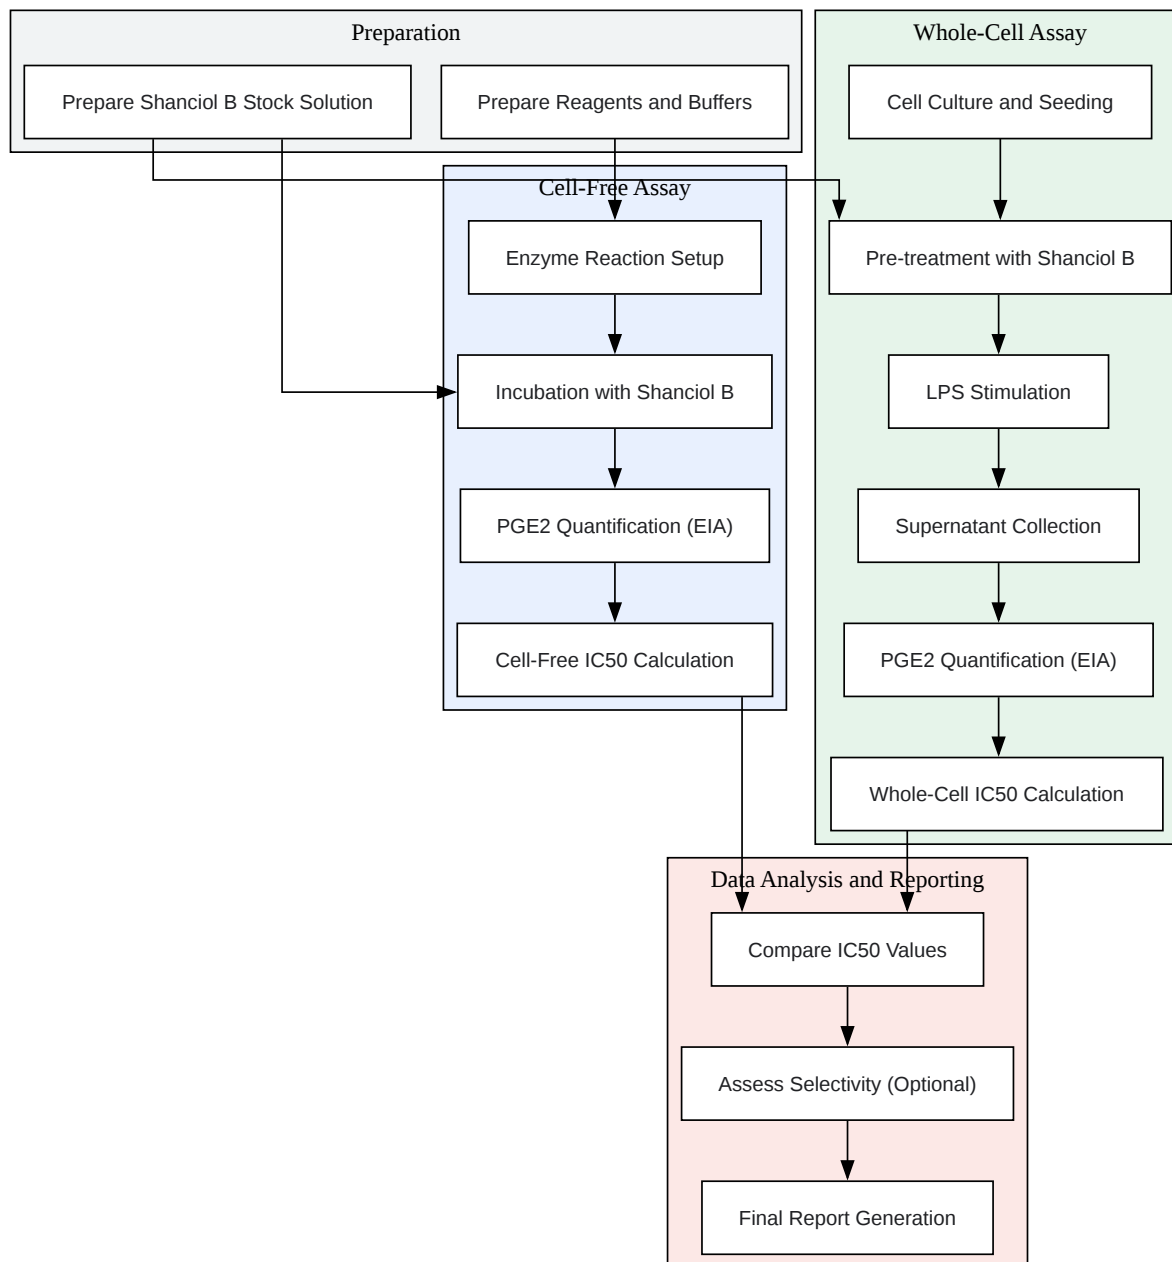 Preparation
Prepare Shanciol B Stock Solution
Prepare Reagents and Buffers
Cell-Free Assay
Enzyme Reaction Setup
Incubation with Shanciol B
PGE2 Quantification (EIA)
Cell-Free IC50 Calculation
Whole-Cell Assay
Cell Culture and Seeding
Pre-treatment with Shanciol B
LPS Stimulation
Supernatant Collection
PGE2 Quantification (EIA)
Whole-Cell IC50 Calculation
Data Analysis and Reporting
Compare IC50 Values
Assess Selectivity (Optional)
Final Report Generation